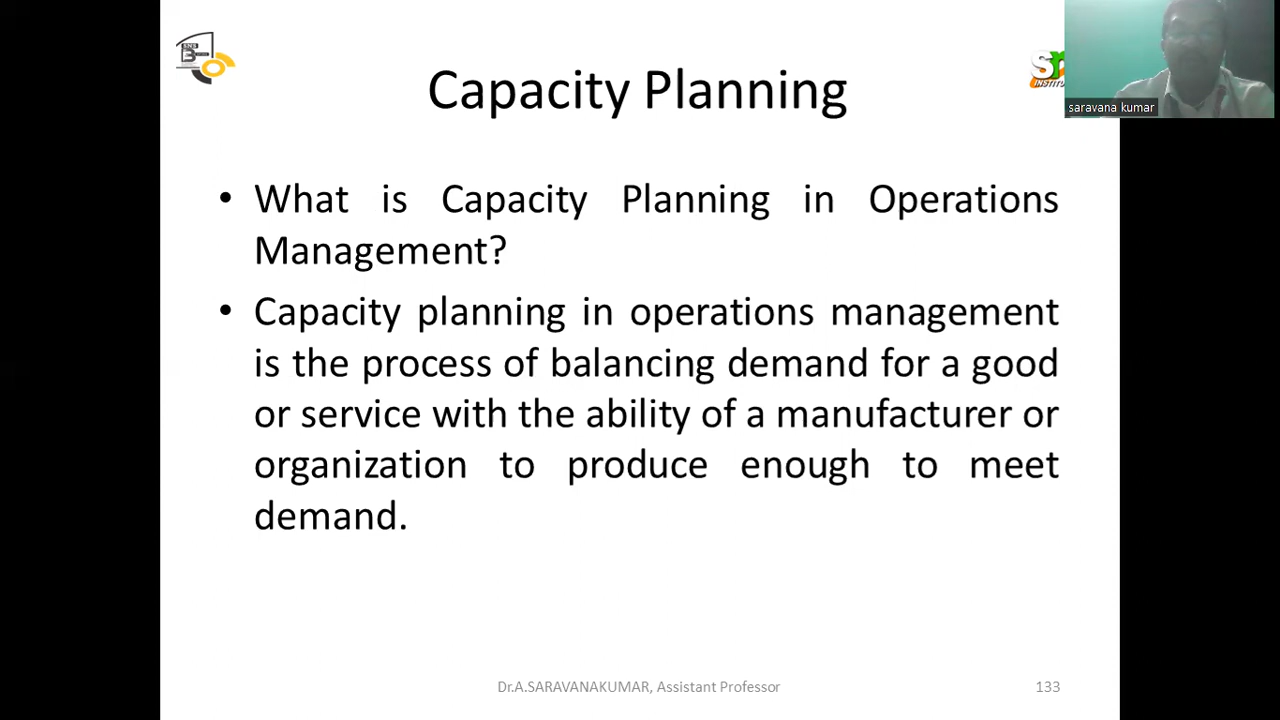 Capacity Planning
saravana kumar
• What is Capacity Planning in Operations
Management?
• Capacity planning in operations management
is the process of balancing demand for a good
or service with the ability of a manufacturer or
organization to produce enough to meet
demand.
Dr.A.SARAVANAKUMAR, Assistant Professor
133